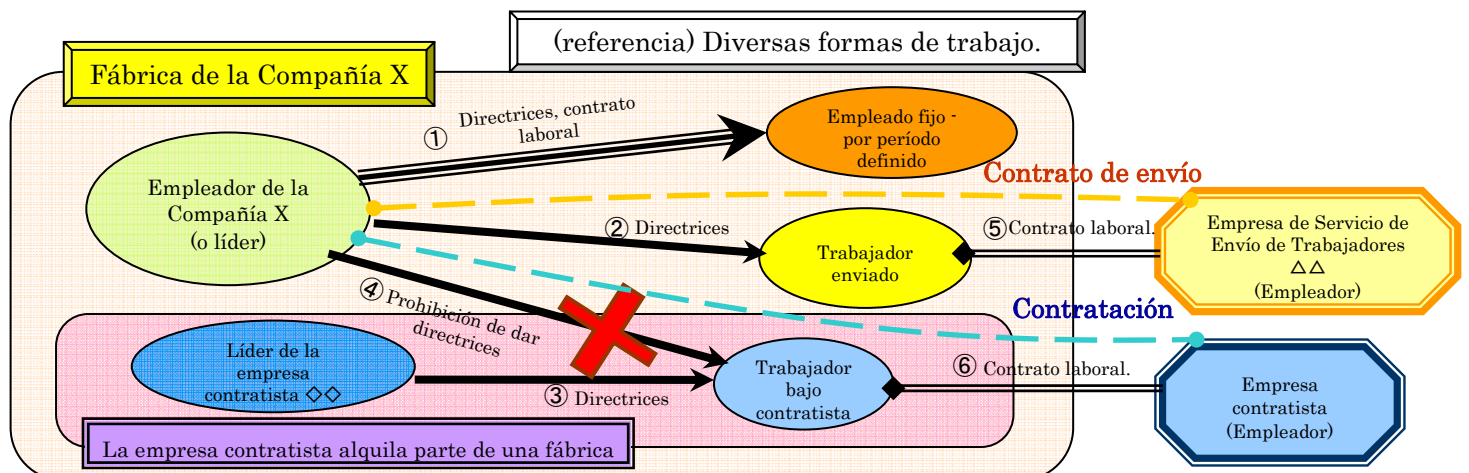 (referencia) Diversas formas de trabajo.
Fábrica de la Compañía X
① Directrices, contrato
laboral
Empleado fijo -
por período
definido
Contrato de envío
Empleador de la
Compañía X
(o líder)
② Directrices
Trabajador
enviado
⑤Contrato laboral.
Empresa de Servicio de
Envío de Trabajadores
△△
(Empleador)
④ Prohibición de dar
directrices
Contratación
Líder de la
empresa
contratista ◇◇
③ Directrices
Trabajador
bajo
contratista
⑥ Contrato laboral.
Empresa
contratista
(Empleador)
La empresa contratista alquila parte de una fábrica